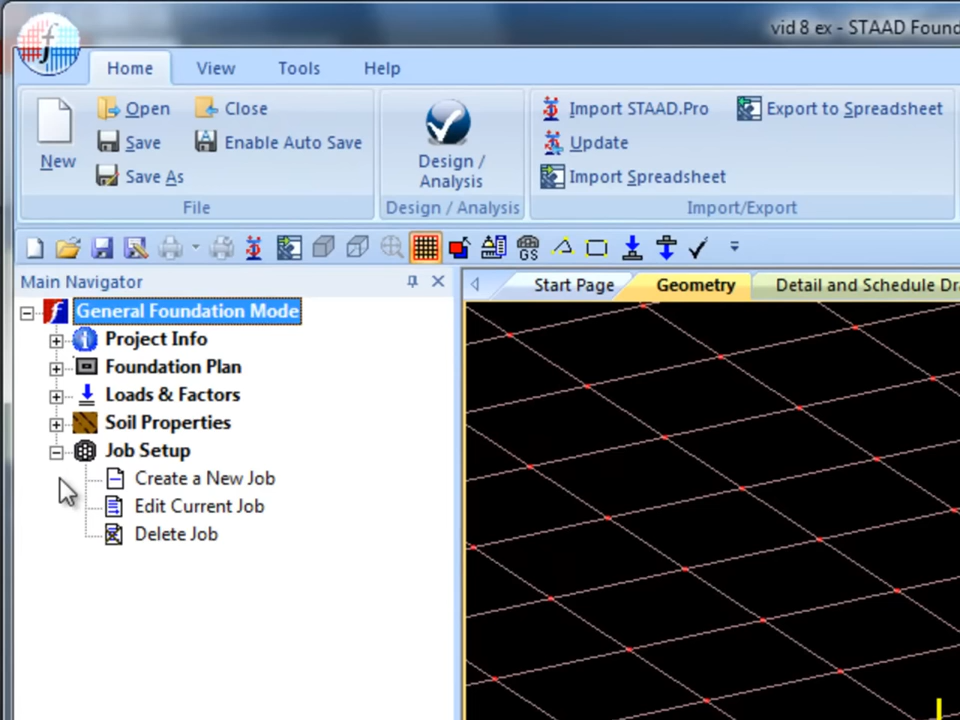 vid 8 ex - STAAD Found
Home View Tools Help
New
Open
Save
Save As
Close
Enable Auto Save
File
Design /
Analysis
Design / Analysis
Import STAAD.Pro
Update
Import Spreadsheet
Export to Spreadsheet
Import/Export
GS
Main Navigator
Start Page Geometry Detail and Schedule Dra
General Foundation Mode
Project Info
Foundation Plan
Loads & Factors
Soil Properties
Job Setup
Create a New Job
Edit Current Job
Delete Job